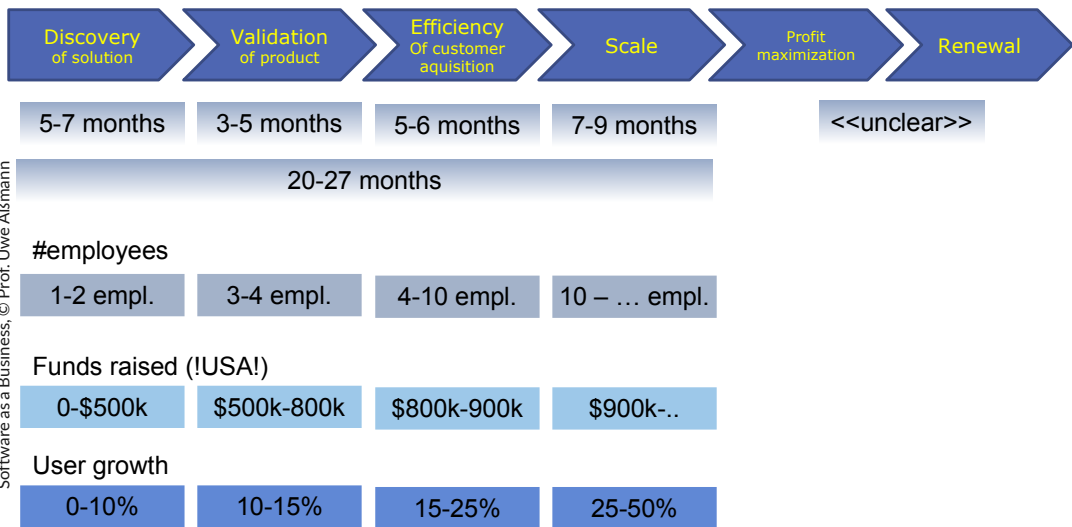 Discovery
of solution
Validation
of product
Efficiency
Of customer
aquisition
Scale
Profit
maximization
Renewal
5-7 months
3-5 months
5-6 months
7-9 months
<<unclear>>
20-27 months
#employees
1-2 empl.
3-4 empl.
4-10 empl.
10 – … empl.
Funds raised (!USA!)
0-$500k
$500k-800k
$800k-900k
$900k-..
User growth
0-10%
10-15%
15-25%
25-50%
Software as a Business, © Prof. Uwe Aßmann